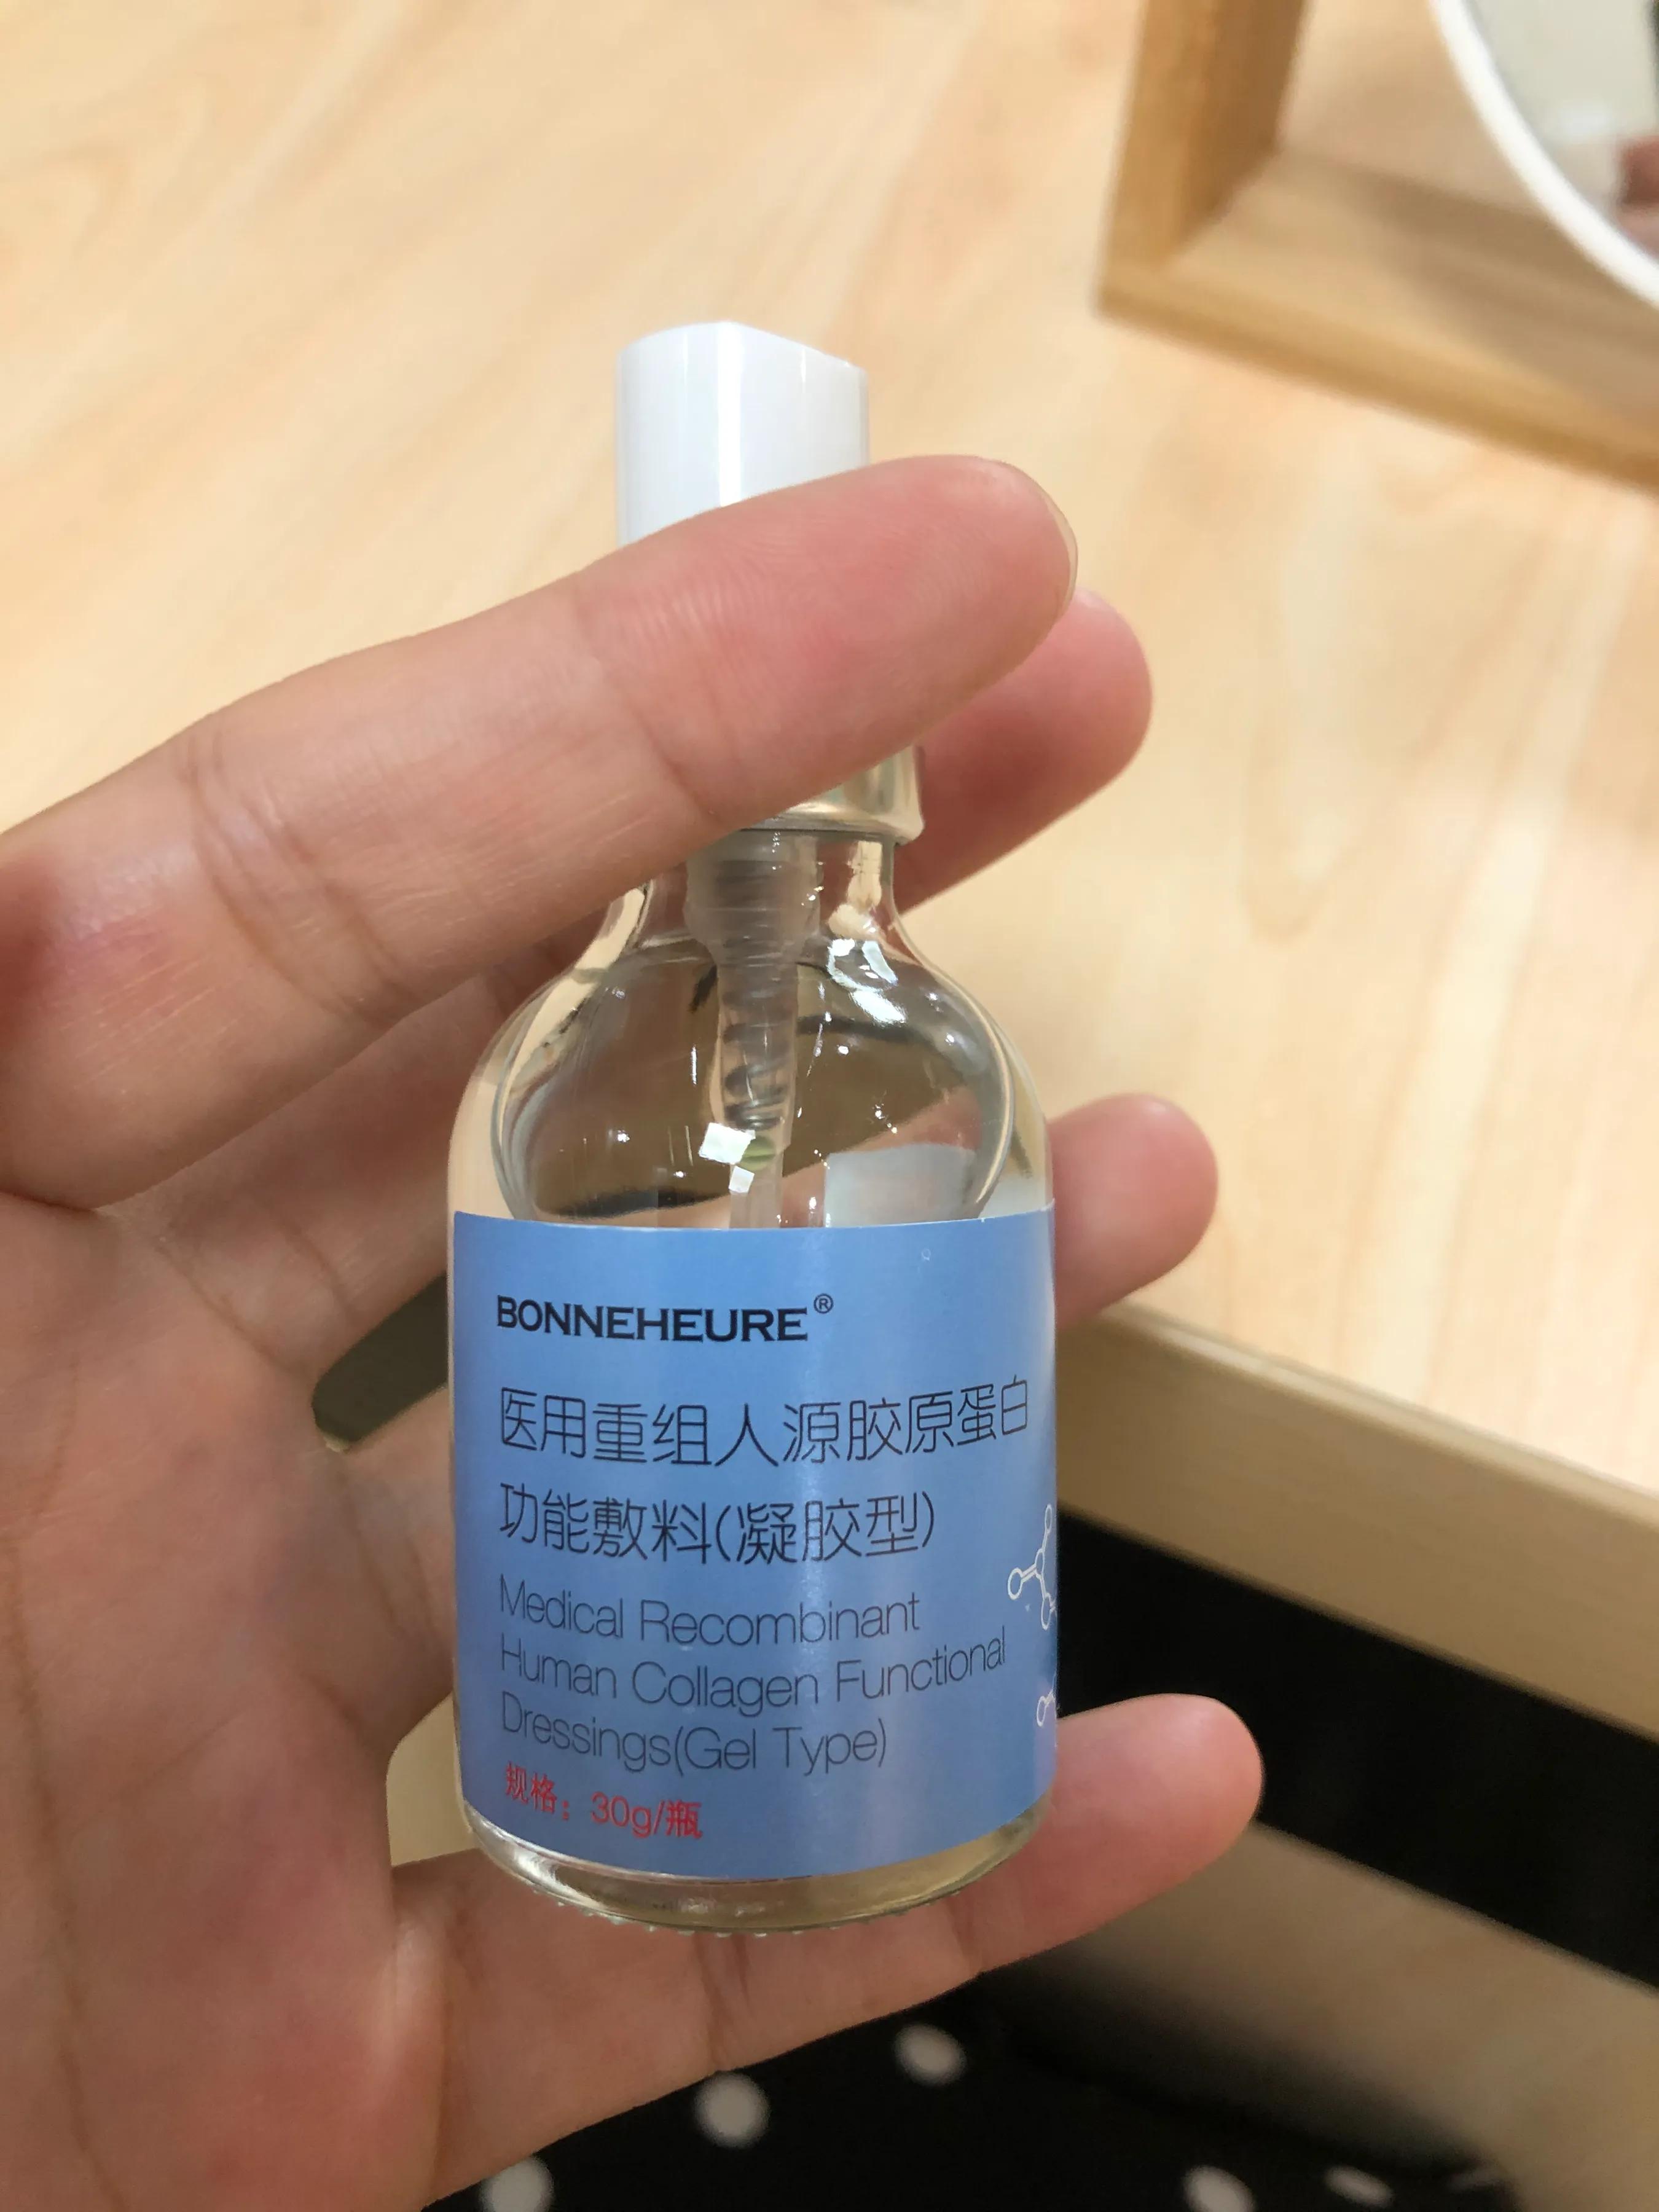 BONNEHEURE®
医用重组人源胶原蛋白
功能敷料(凝胶型)
Medical Recombinant
Human Collagen Functional
Dressings(Gel Type)
规格：30g/瓶